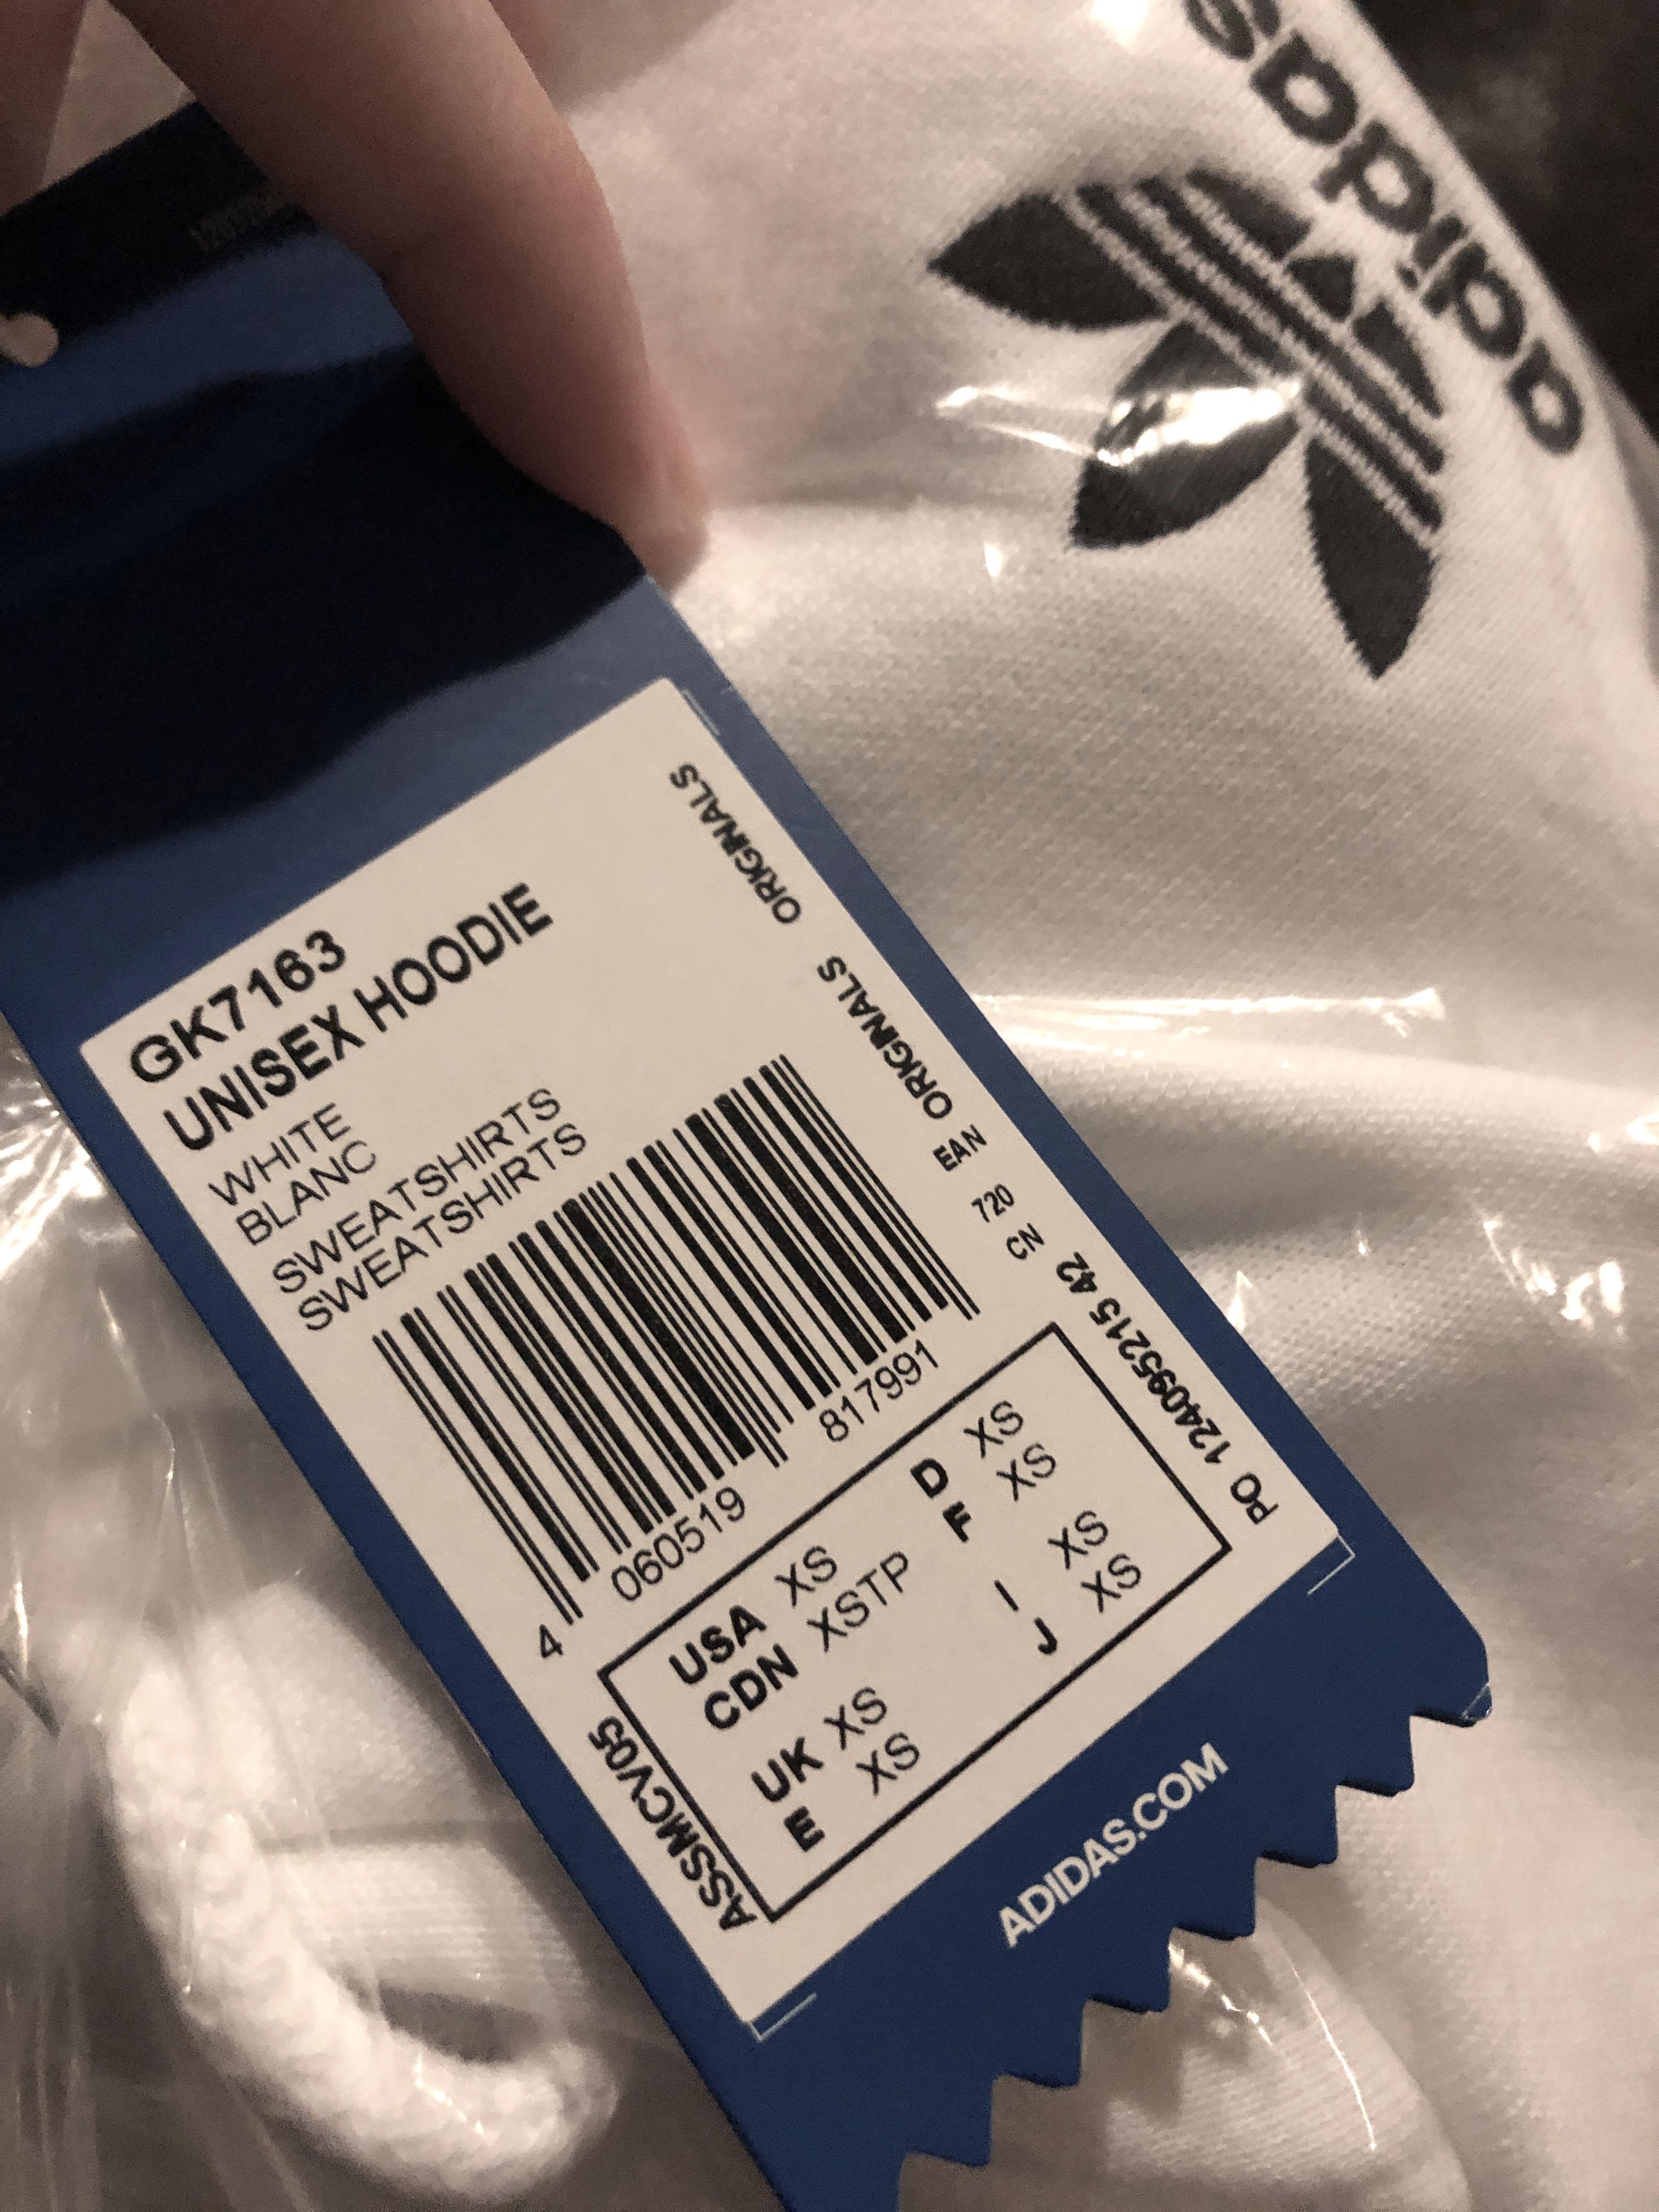 adidas
GK7163
UNISEX HOODIE
WHITE
BLANC
SWEATSHIRTS
SWEATSHIRTS
ORIGINALS
ORIGINALS ORIGINALS
EAN
720
CN
PO 124095215 42
4 060519 817991
USA XS D XS
CDN XSTP F XS
UK XS I XS
E XS J XS
ASSMCV05
ADIDAS.COM